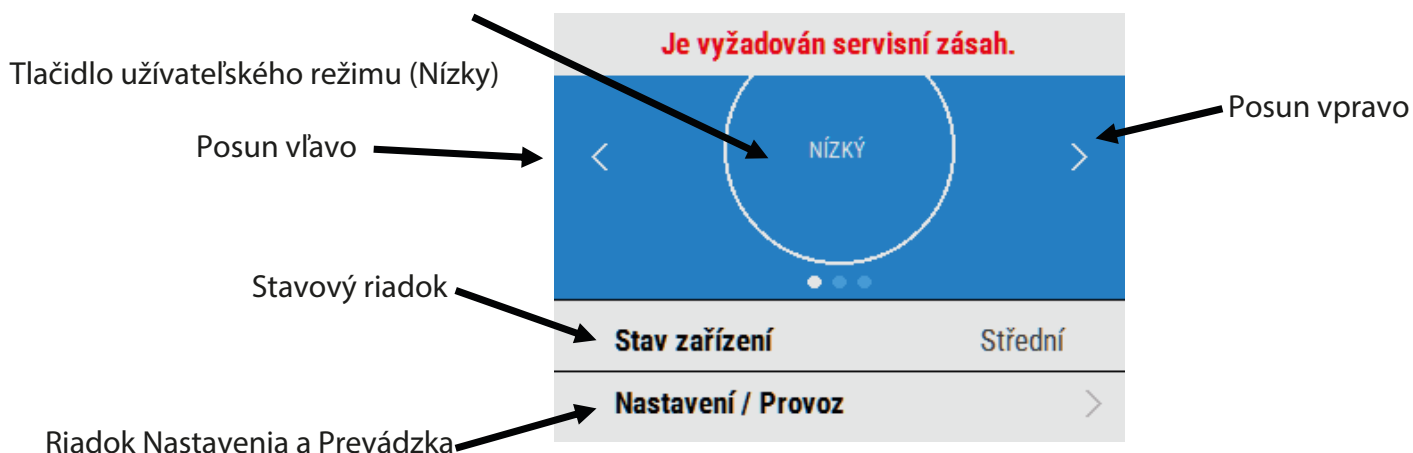 Je vyžadován servisní zásah.
Tlačidlo užívateľského režimu (Nízky)
Posun vpravo
Posun vľavo
NÍZKÝ
Stavový riadok
Stav zařízení Střední
Nastavení / Provoz
Riadok Nastavenia a Prevádzka